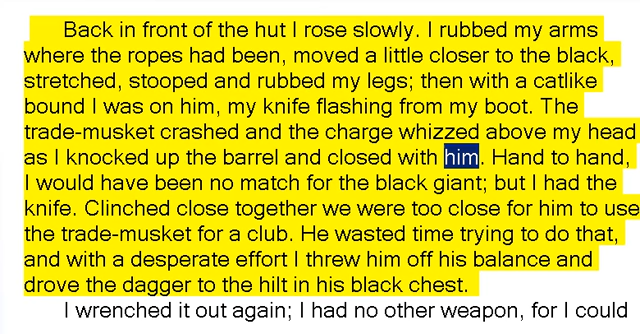 Back in front of the hut I rose slowly. I rubbed my arms
where the ropes had been, moved a little closer to the black,
stretched, stooped and rubbed my legs; then with a catlike
bound I was on him, my knife flashing from my boot. The
trade-musket crashed and the charge whizzed above my head
as I knocked up the barrel and closed with him. Hand to hand,
I would have been no match for the black giant; but I had the
knife. Clinched close together we were too close for him to use
the trade-musket for a club. He wasted time trying to do that,
and with a desperate effort I threw him off his balance and
drove the dagger to the hilt in his black chest.
I wrenched it out again; I had no other weapon, for I could